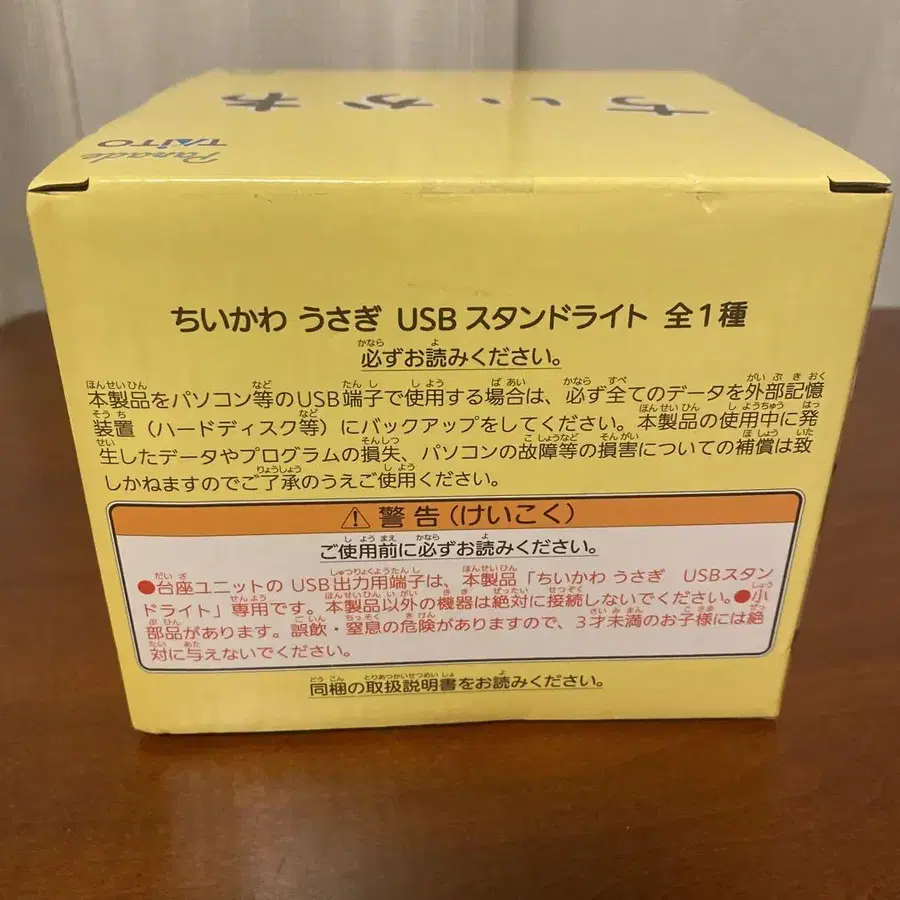 ちいかわ
TAITO
Parade
ちいかわ うさぎ USB スタンドライト 全1種
必ずお読みください。
本製品をパソコン等のUSB端子で使用する場合は、必ず全てのデータを外部記憶
装置（ハードディスク等）にバックアップをしてください。本製品の使用中に発
生したデータやプログラムの損失、パソコンの故障等の損害についての補償は致
しかねますのでご了承のうえご使用ください。
⚠ 警告（けいこく）
ご使用前に必ずお読みください。
●台座ユニットの USB出力用端子は、本製品「ちいかわ うさぎ USBスタン
ドライト」専用です。本製品以外の機器は絶対に接続しないでください。●小
部品があります。誤飲・窒息の危険がありますので、3才未満のお子様には絶
対に与えないでください。
同梱の取扱説明書をお読みください。